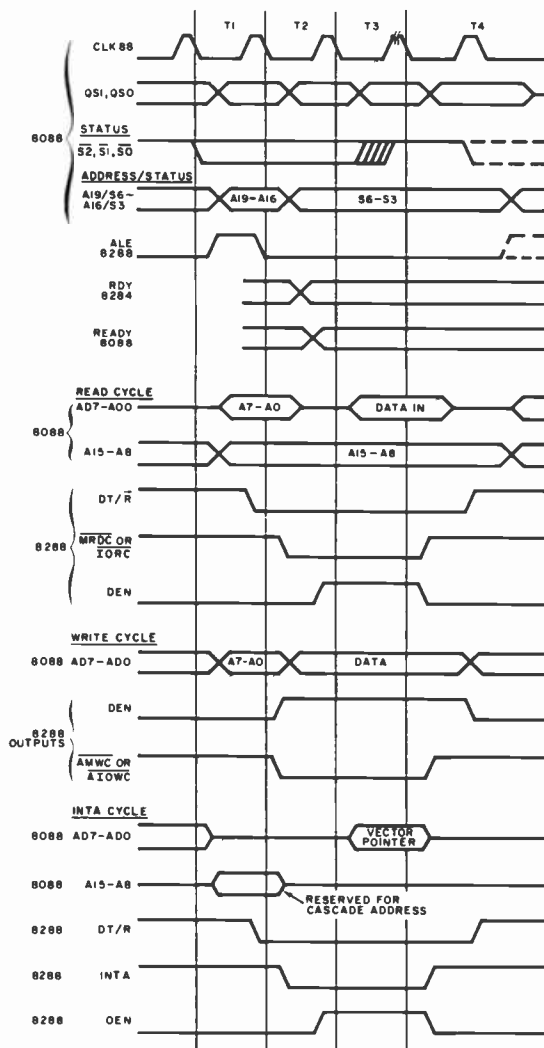 T1 T2 T3 T4
CLK88
QS1,QS0
8088
STATUS
S2, S1, S0
ADDRESS/STATUS
A19/S6-
A16/S3
A19-A16
S6-S3
ALE
8288
RDY
8284
READY
8088
READ CYCLE
8088
AD7-AD0
A7-A0
DATA IN
A15-A8
A15-A8
8288
DT/R
MRDC OR
IORC
DEN
WRITE CYCLE
8088 AD7-AD0
A7-A0
DATA
8288
OUTPUTS
DEN
AMWC OR
AIOWC
INTA CYCLE
8088 AD7-AD0
VECTOR
POINTER
8088 A15-A8
RESERVED FOR
CASCADE ADDRESS
8288 DT/R
8288 INTA
8288 DEN